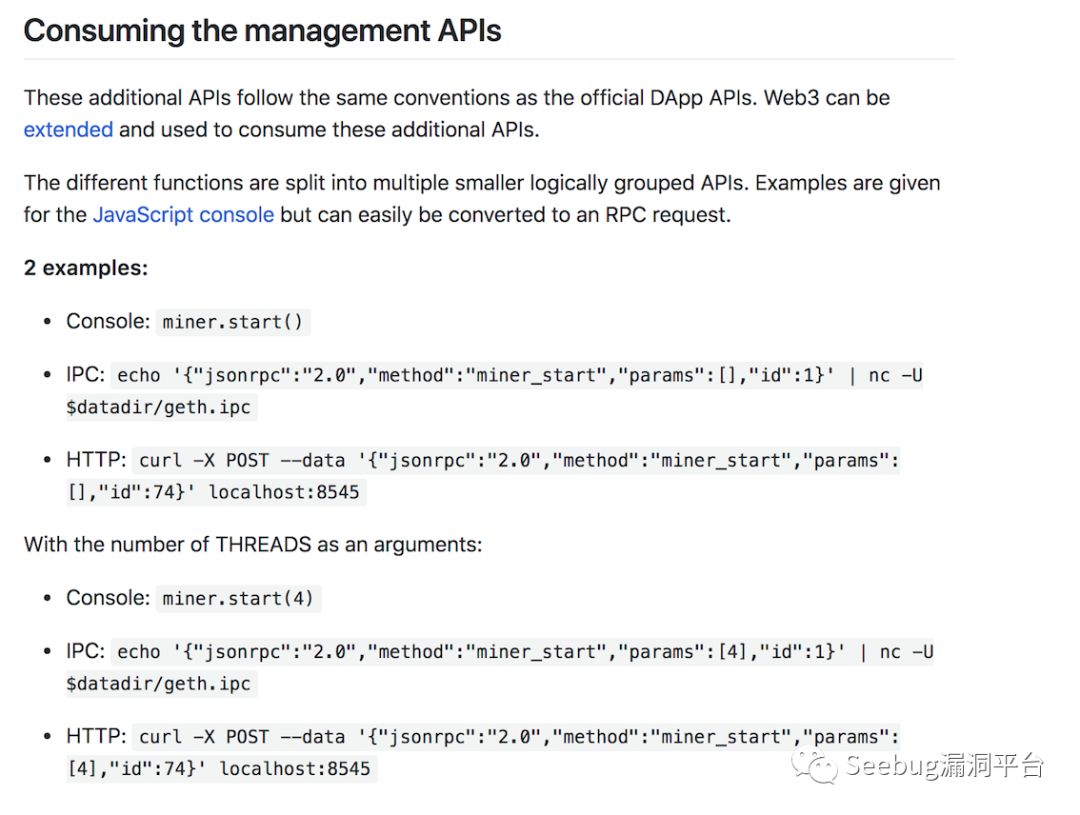 Consuming the management APIs
These additional APIs follow the same conventions as the official DApp APIs. Web3 can be
extended and used to consume these additional APIs.
The different functions are split into multiple smaller logically grouped APIs. Examples are given
for the JavaScript console but can easily be converted to an RPC request.
2 examples:
• Console: miner.start()
• IPC: echo '{"jsonrpc":"2.0","method":"miner_start","params":[],"id":1}' | nc -U
$datadir/geth.ipc
• HTTP: curl -X POST --data '{"jsonrpc":"2.0","method":"miner_start","params":
[],"id":74}' localhost:8545
With the number of THREADS as an arguments:
• Console: miner.start(4)
• IPC: echo '{"jsonrpc":"2.0","method":"miner_start","params":[4],"id":1}' | nc -U
$datadir/geth.ipc
• HTTP: curl -X POST --data '{"jsonrpc":"2.0","method":"miner_start","params":
[4],"id":74}' localhost:8545
Seebug漏洞平台